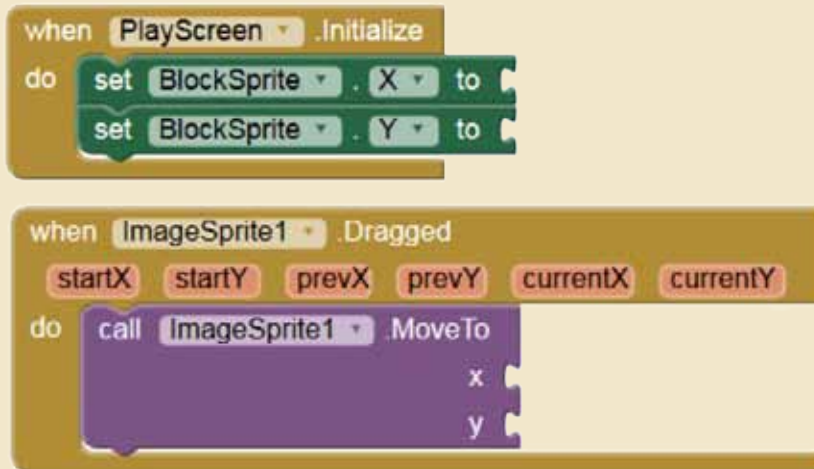 when PlayScreen .Initialize
do set BlockSprite . X to
set BlockSprite . Y to
when ImageSprite1 .Dragged
startX startY prevX prevY currentX currentY
do call ImageSprite1 .MoveTo
x
y